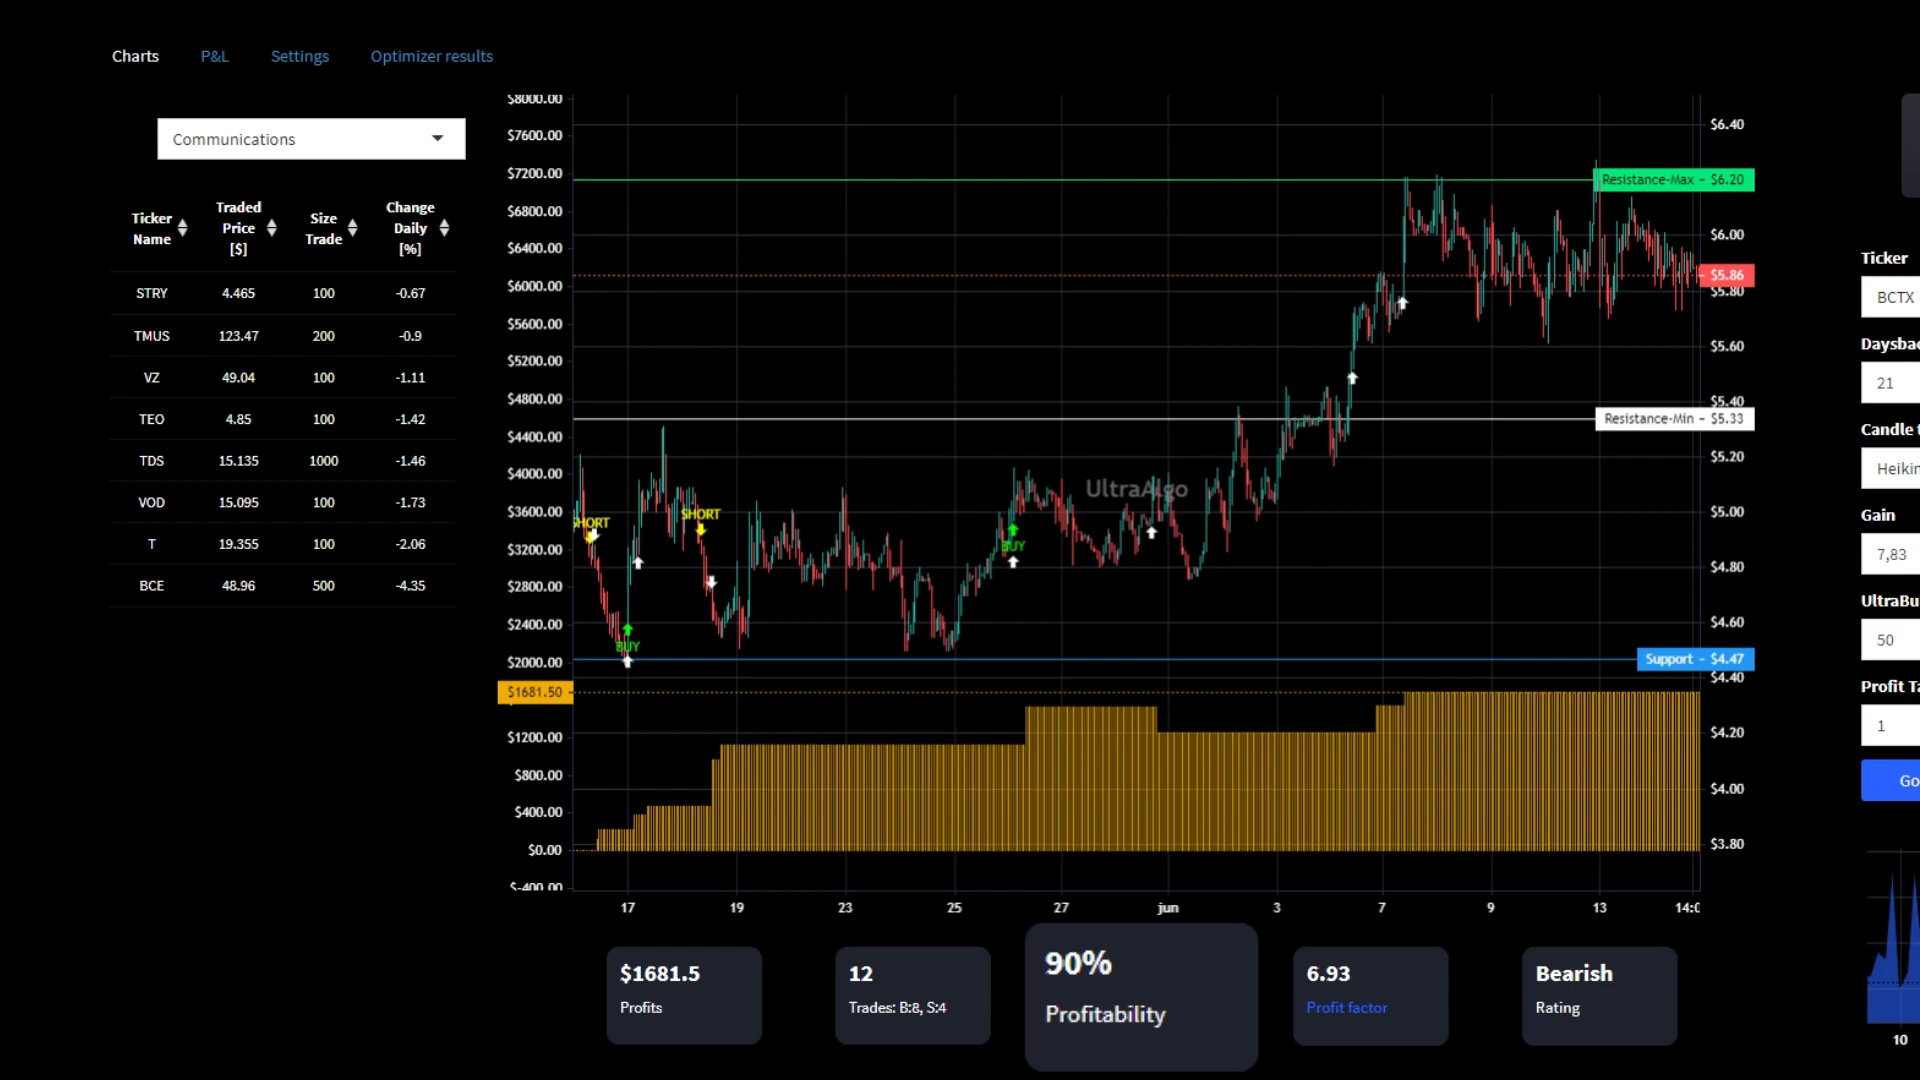 Charts P&L Settings Optimizer results
Communications
Ticker Name Traded Price [$] Size Trade Change Daily [%]
STRY 4.465 100 -0.67
TMUS 123.47 200 -0.9
VZ 49.04 100 -1.11
TEO 4.85 100 -1.42
TDS 15.135 1000 -1.46
VOD 15.095 100 -1.73
T 19.355 100 -2.06
BCE 48.96 500 -4.35
$8000.00
$7600.00
$7200.00
$6800.00
$6400.00
$6000.00
$5600.00
$5200.00
$4800.00
$4400.00
$4000.00
$3600.00
$3200.00
$2800.00
$2400.00
$2000.00
$1681.50
$1200.00
$800.00
$400.00
$0.00
$-400.00
SHORT
SHORT
BUY
BUY
UltraAlgo
$6.40
Resistance-Max - $6.20
$6.00
$5.86
$5.80
$5.60
$5.40
Resistance-Min - $5.33
$5.20
$5.00
$4.80
$4.60
Support - $4.47
$4.40
$4.20
$4.00
$3.80
17 19 23 25 27 jun 3 7 9 13 14:0
$1681.5
Profits
12
Trades: B:8, S:4
90%
Profitability
6.93
Profit factor
Bearish
Rating
Ticker
BCTX
Daysbac
21
Candle t
Heikin
Gain
7,83
UltraBu
50
Profit Ta
1
Go
10